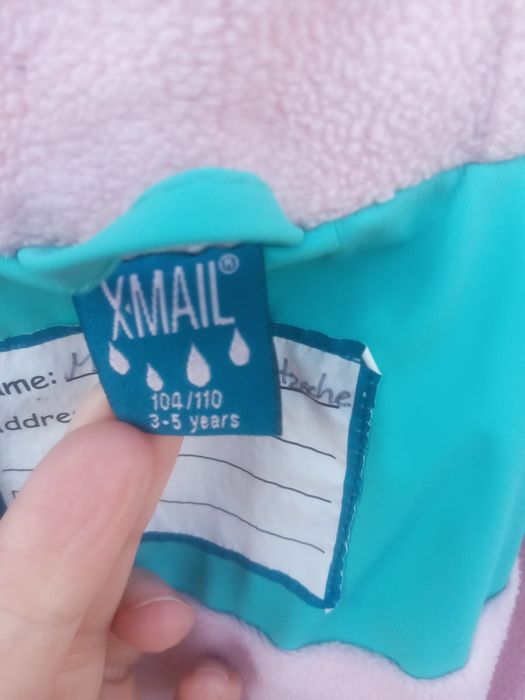 X·MAIL®
104/110
3-5 years
ame:
ddre